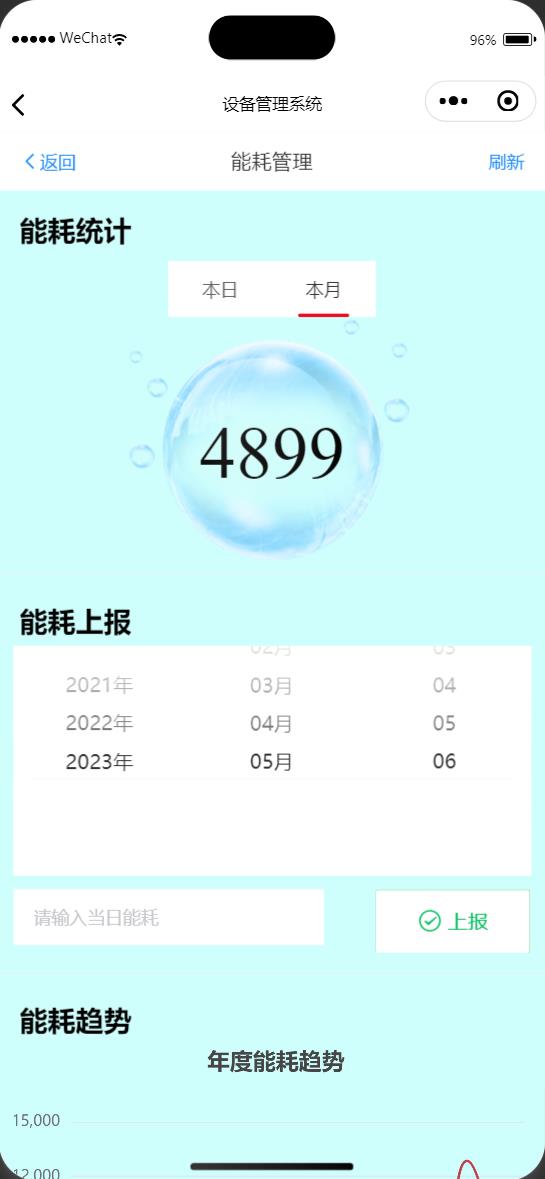 WeChat 96%
设备管理系统
返回 能耗管理 刷新
能耗统计
本日 本月
4899
能耗上报
02月 03
2021年 03月 04
2022年 04月 05
2023年 05月 06
请输入当日能耗 上报
能耗趋势
年度能耗趋势
15,000
12,000